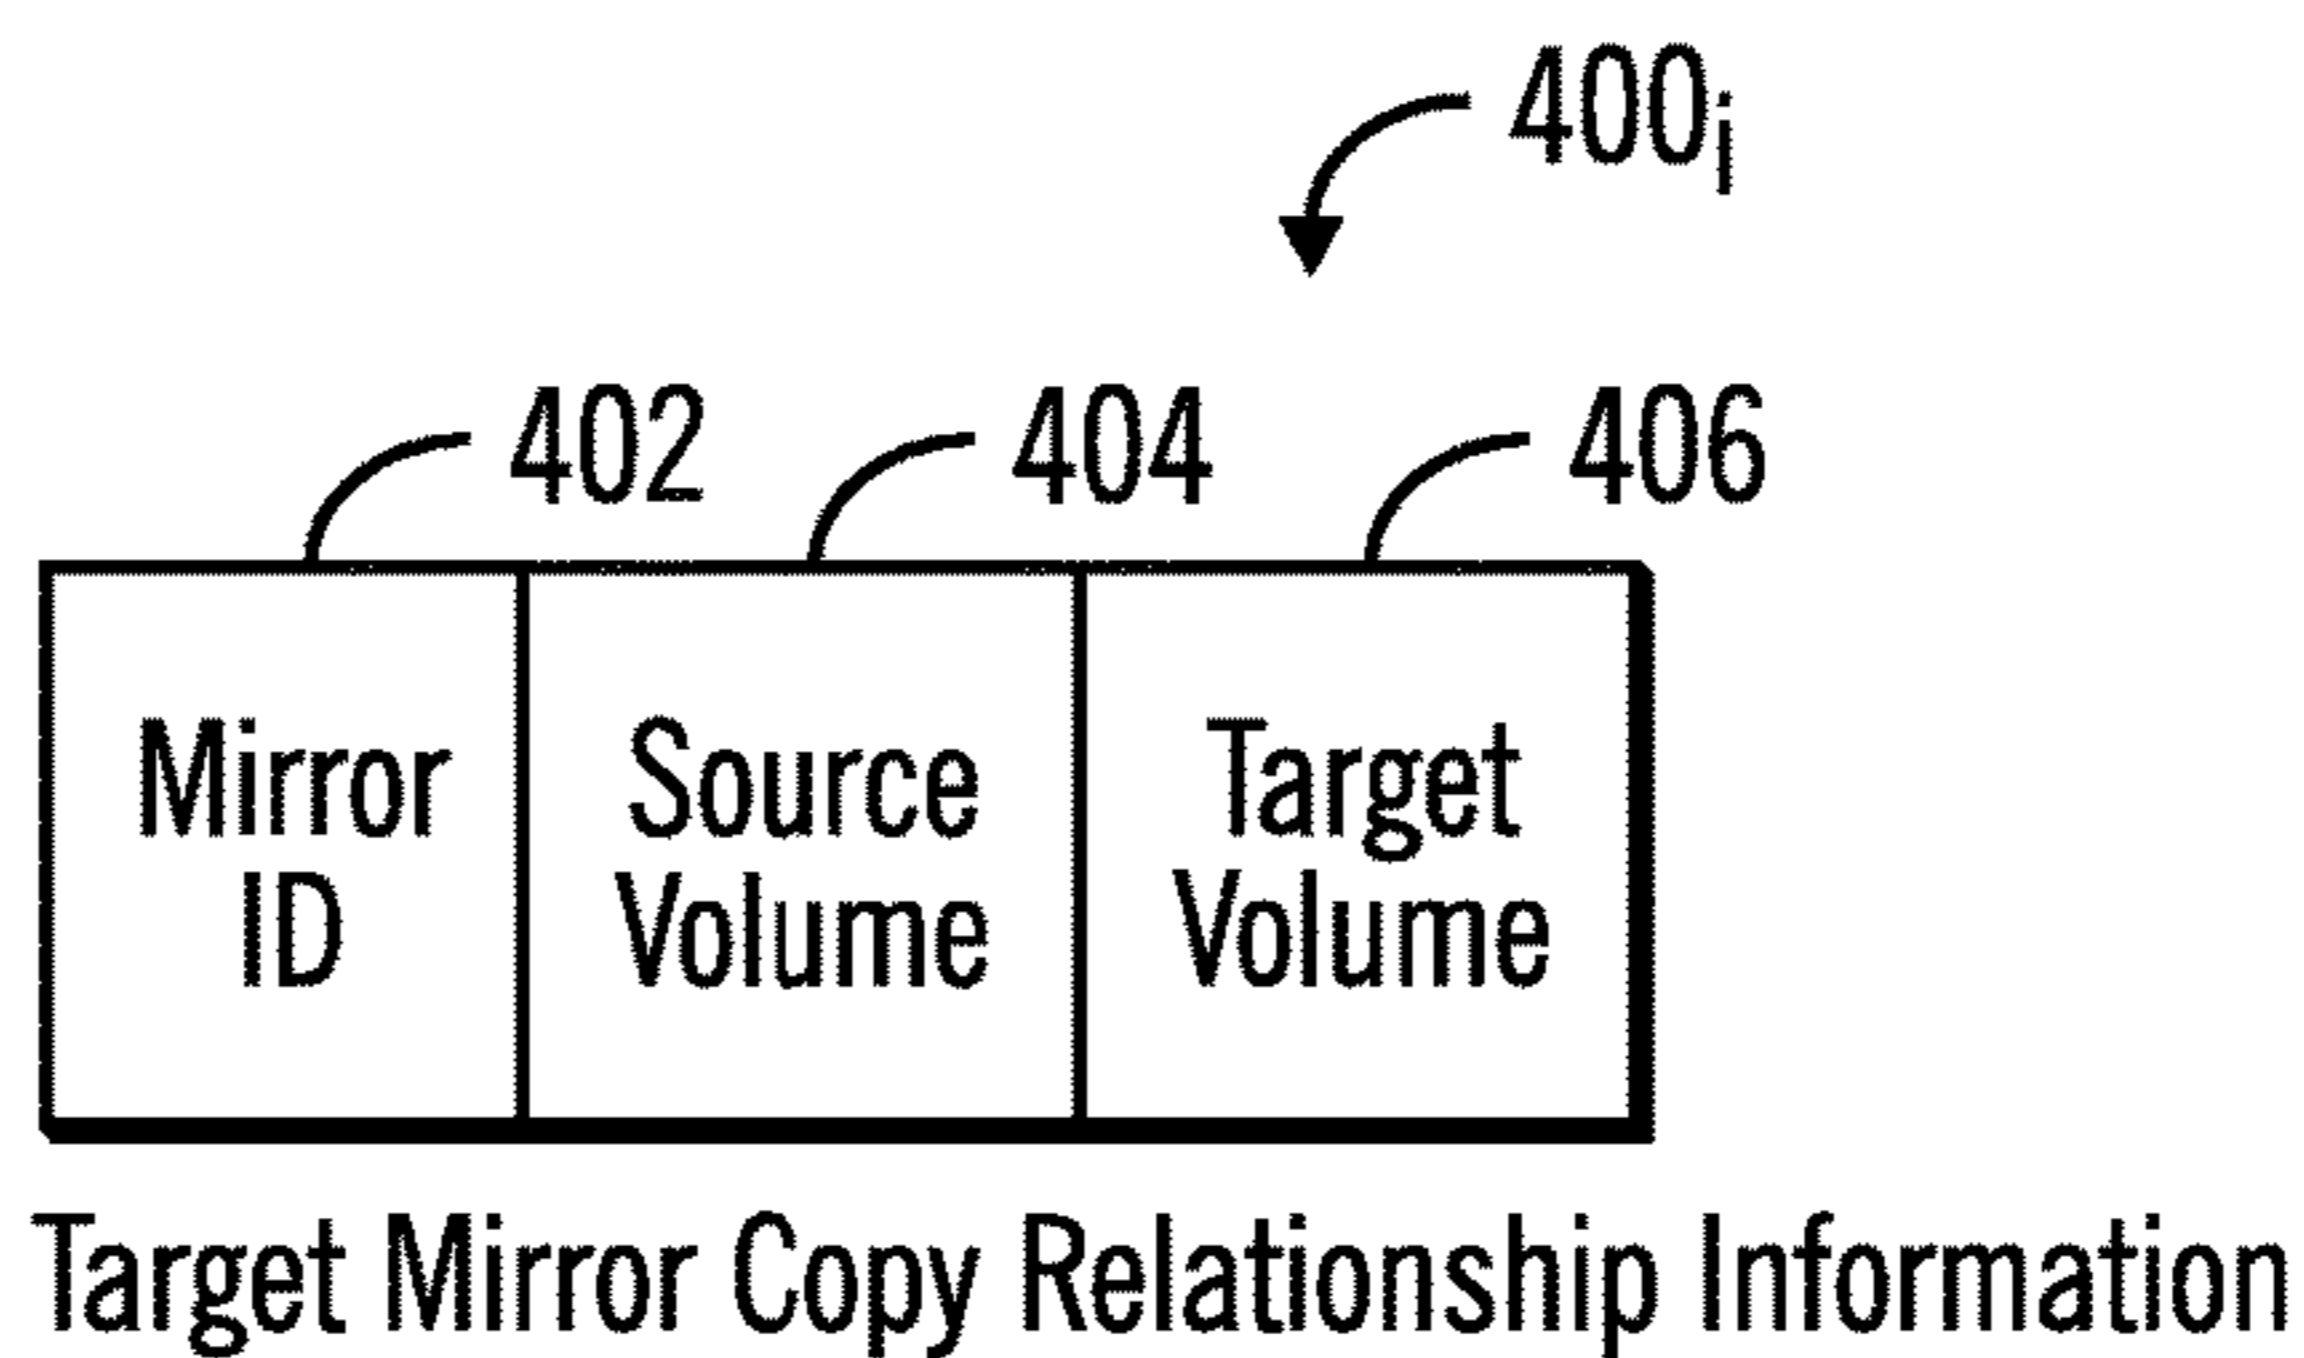 400i
402 404 406
Mirror ID
Source Volume
Target Volume
Target Mirror Copy Relationship Information